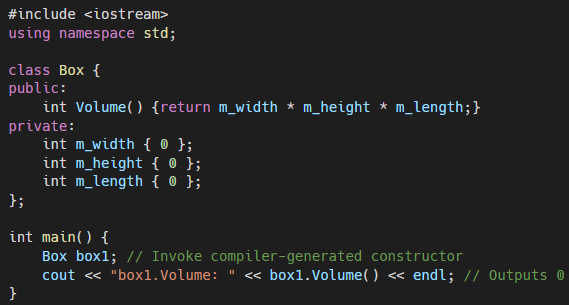 #include <iostream>
using namespace std;

class Box {
public:
    int Volume() {return m_width * m_height * m_length;}
private:
    int m_width { 0 };
    int m_height { 0 };
    int m_length { 0 };
};

int main() {
    Box box1; // Invoke compiler-generated constructor
    cout << "box1.Volume: " << box1.Volume() << endl; // Outputs 0
}